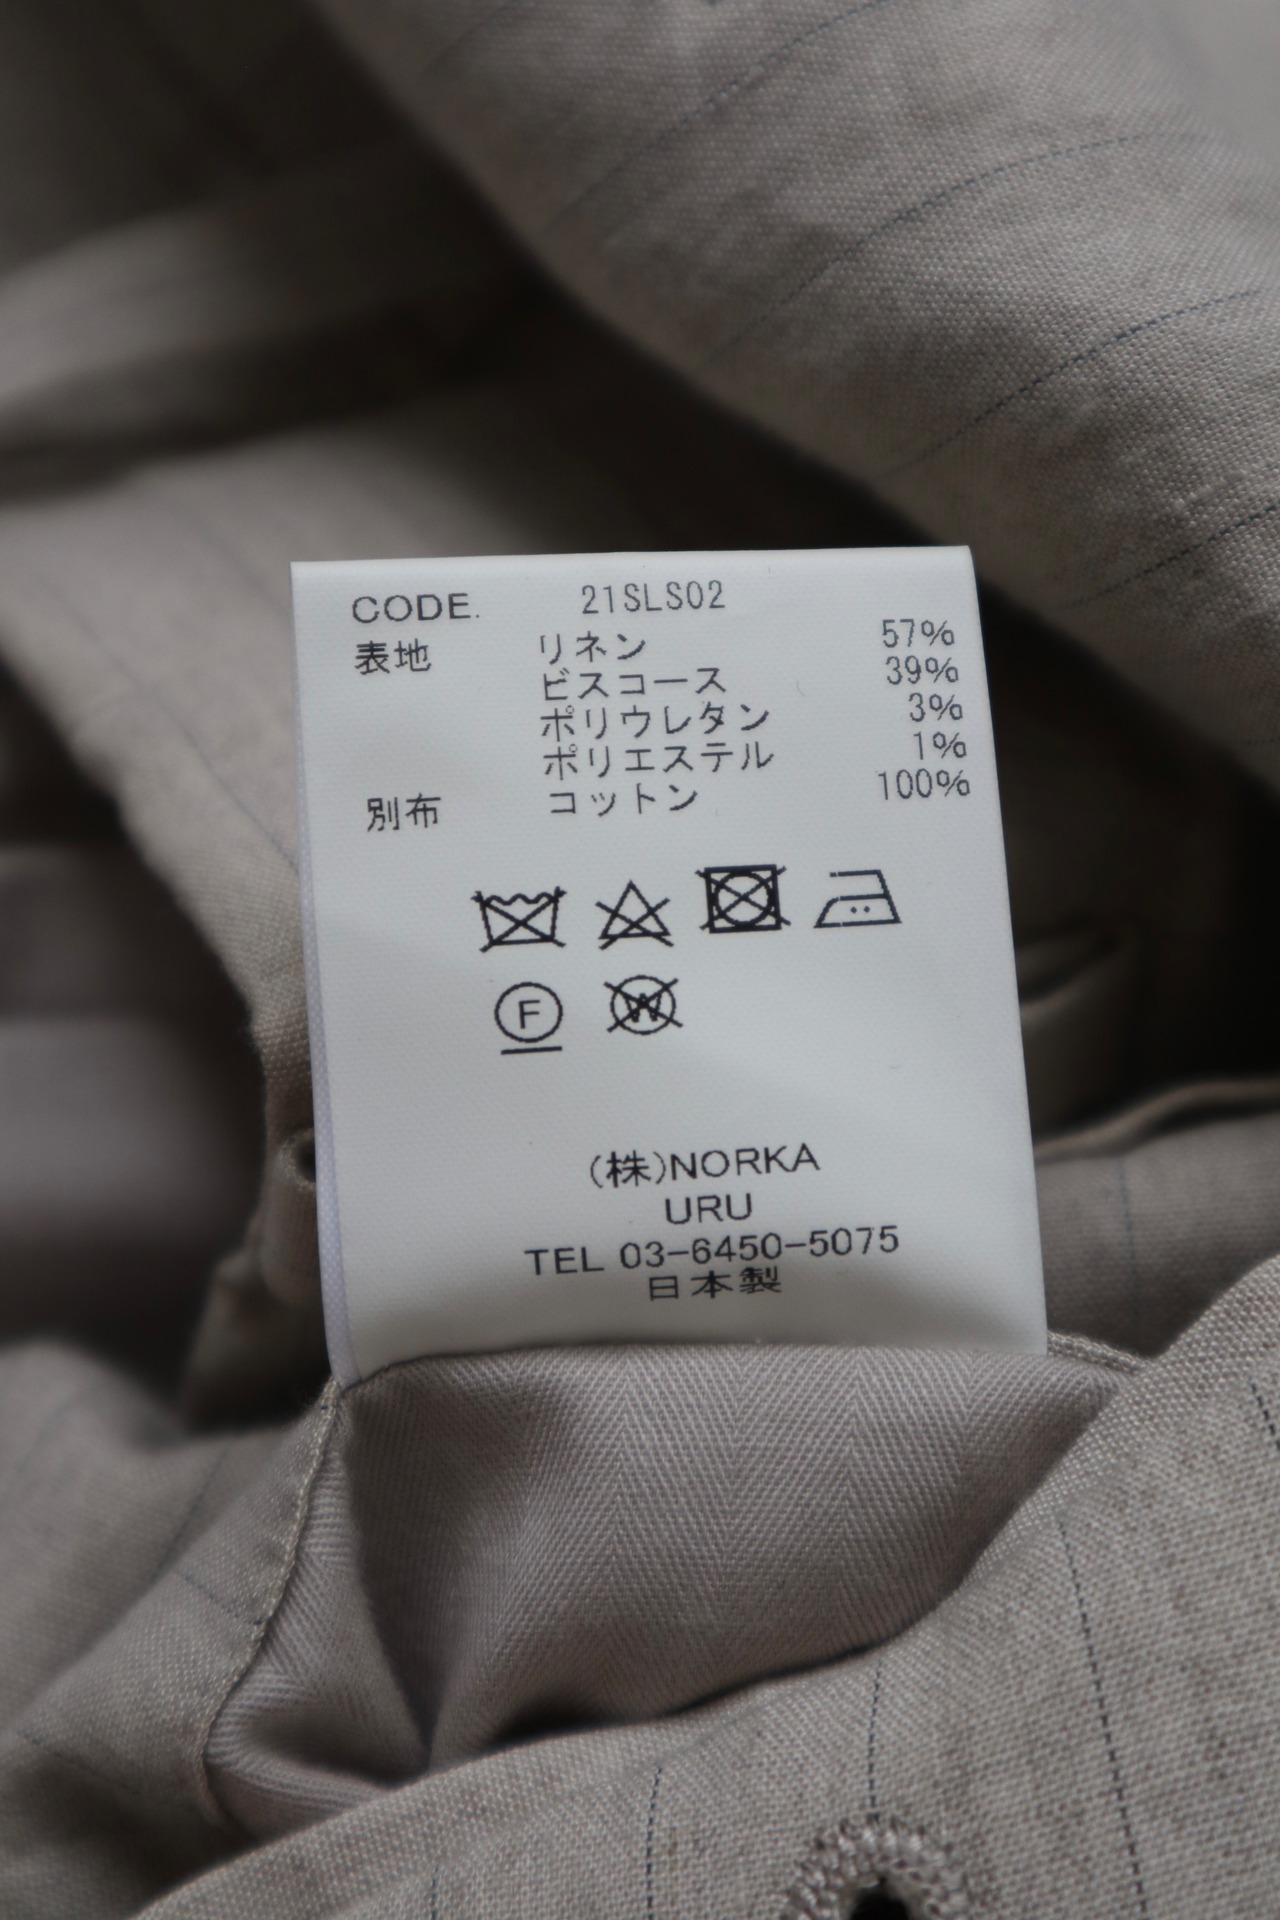 CODE. 21SLS02
表地 リネン 57%
ビスコース 39%
ポリウレタン 3%
ポリエステル 1%
別布 コットン 100%
F W
(株)NORKA
URU
TEL 03-6450-5075
日本製